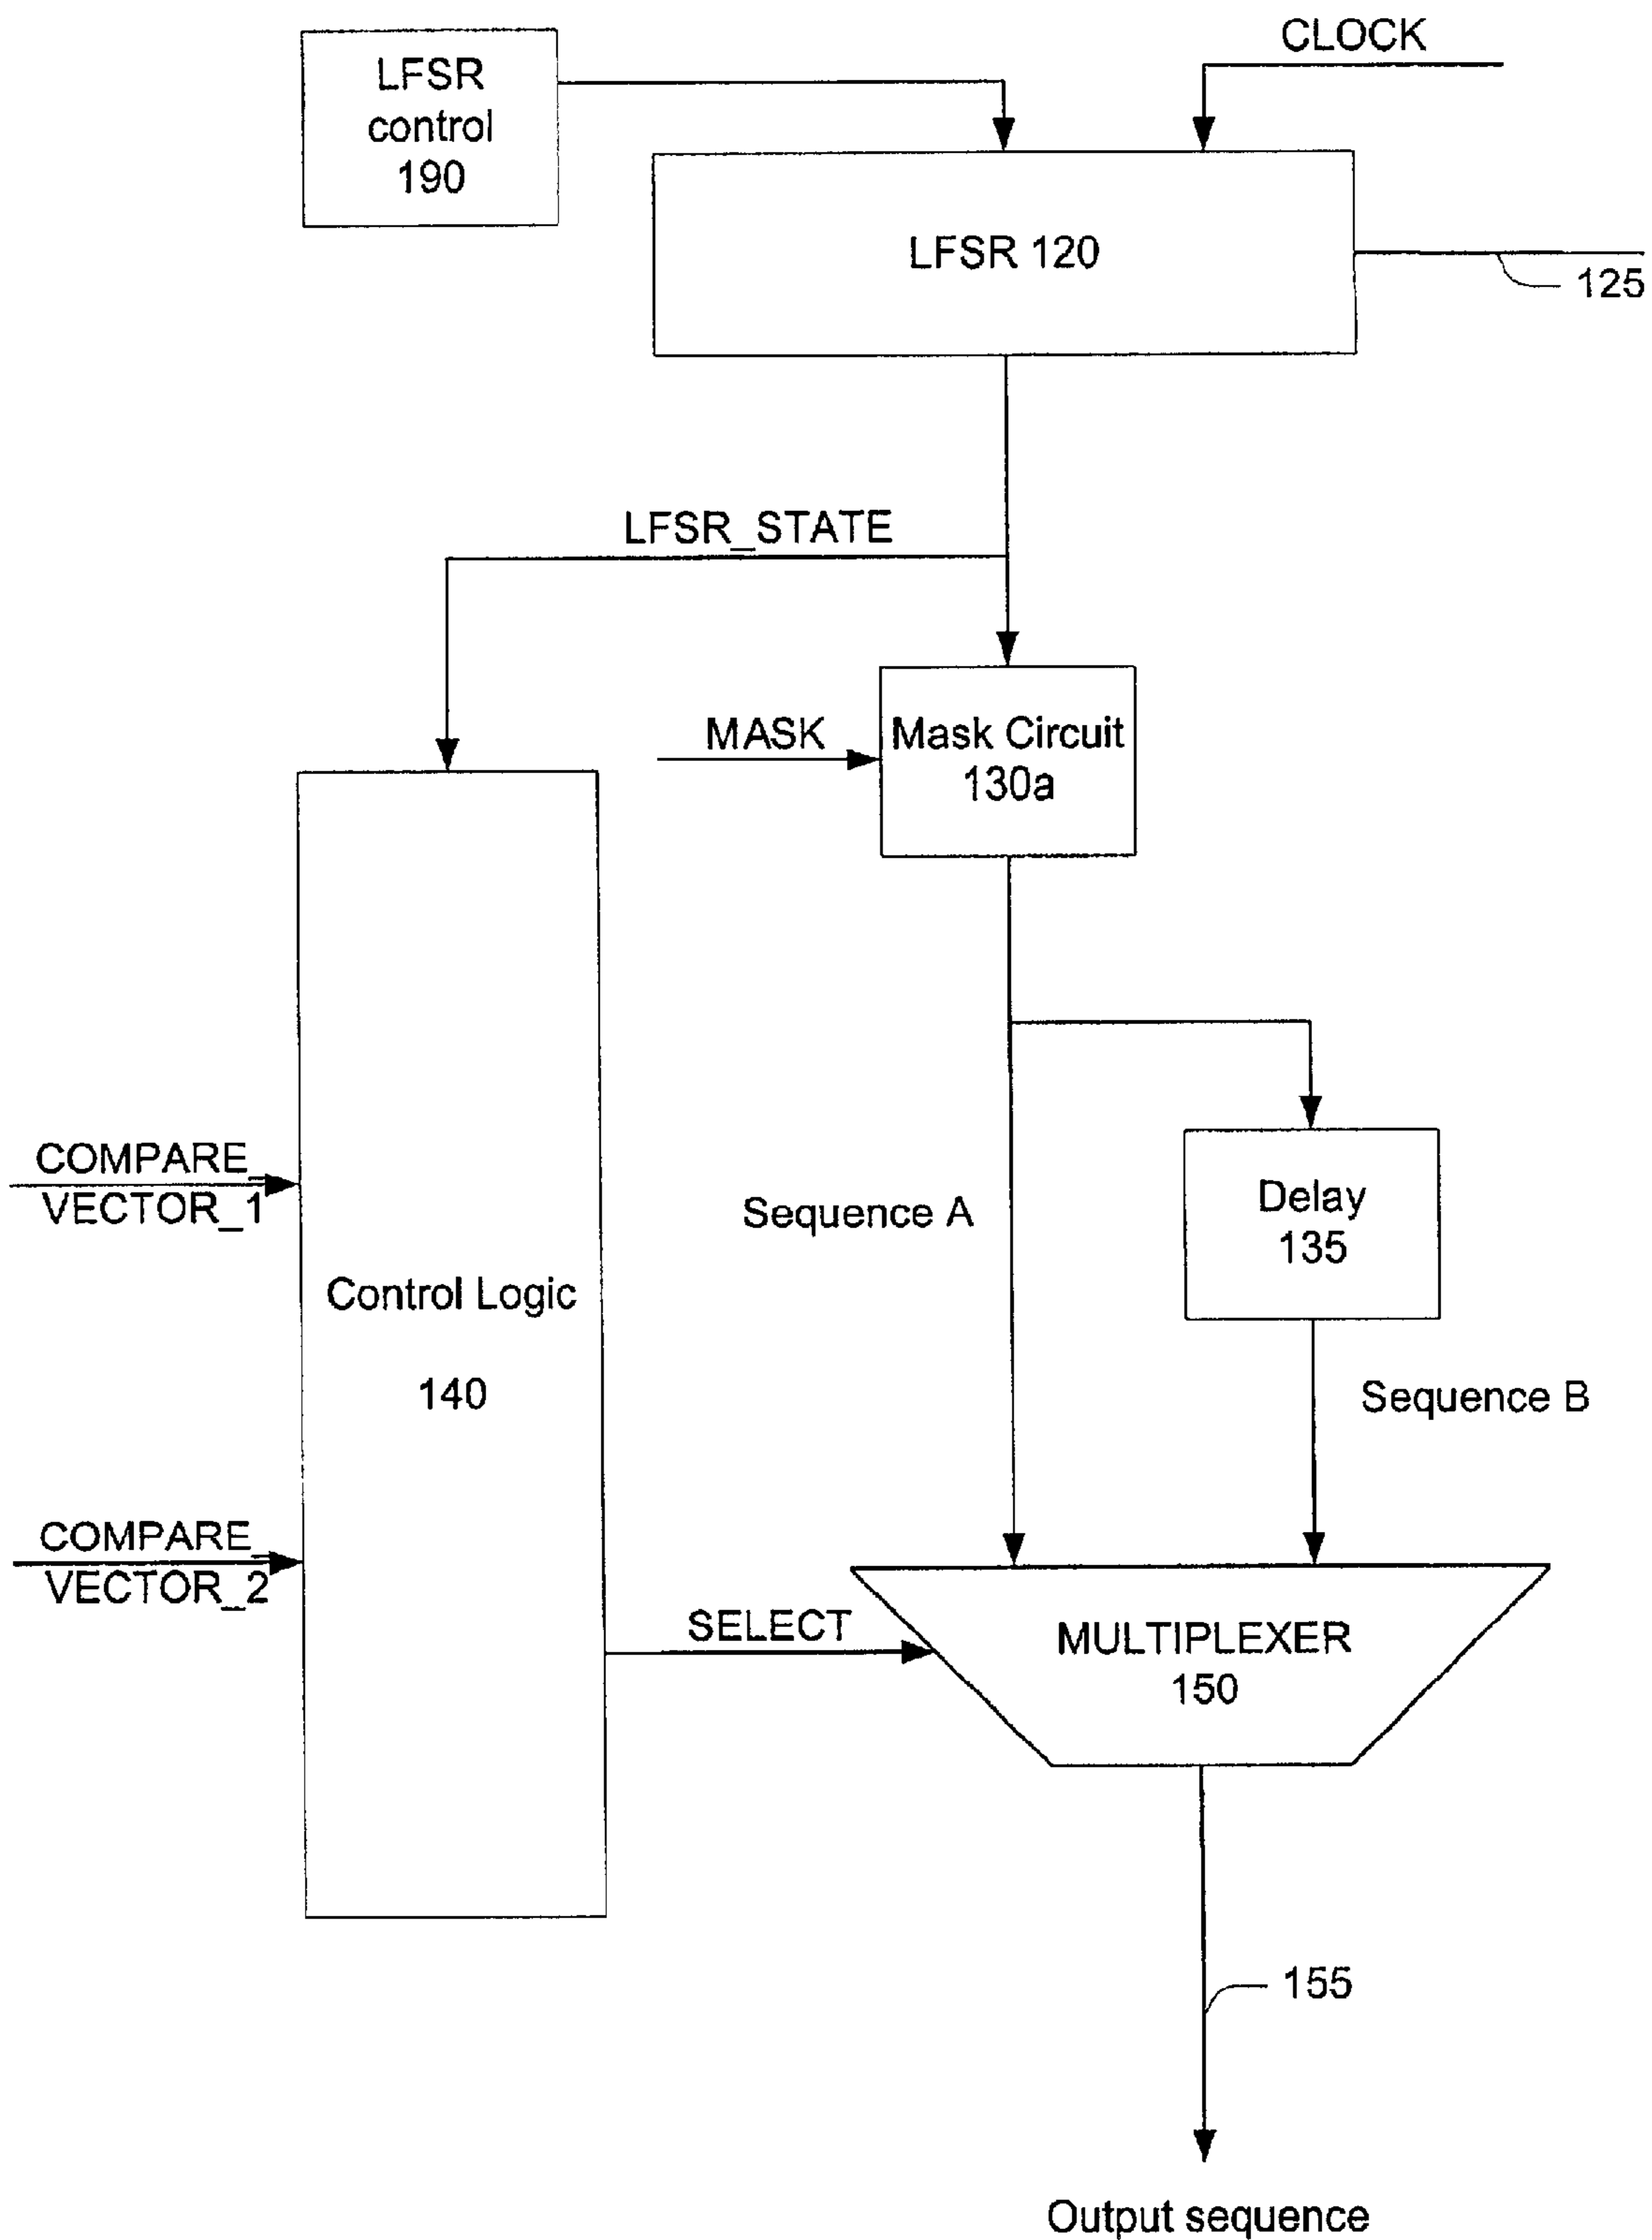 CLOCK
LFSR
control
190
LFSR 120
125
LFSR_STATE
MASK
Mask Circuit
130a
COMPARE_
VECTOR_1
Sequence A
Delay
135
Control Logic
140
Sequence B
COMPARE_
VECTOR_2
SELECT
MULTIPLEXER
150
155
Output sequence